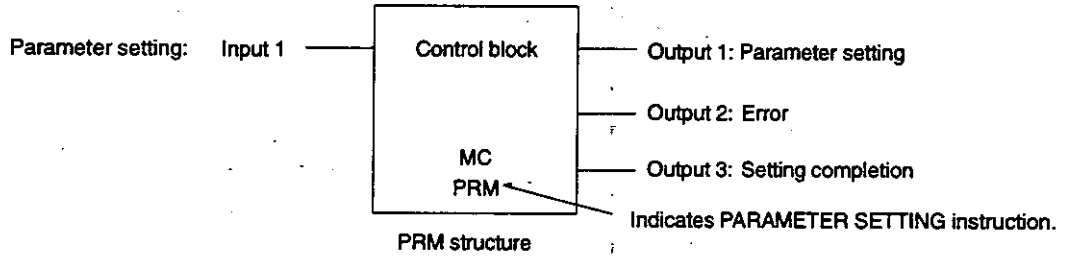 Parameter setting: Input 1
Control block
Output 1: Parameter setting
Output 2: Error
MC
Output 3: Setting completion
PRM
Indicates PARAMETER SETTING instruction.
PRM structure